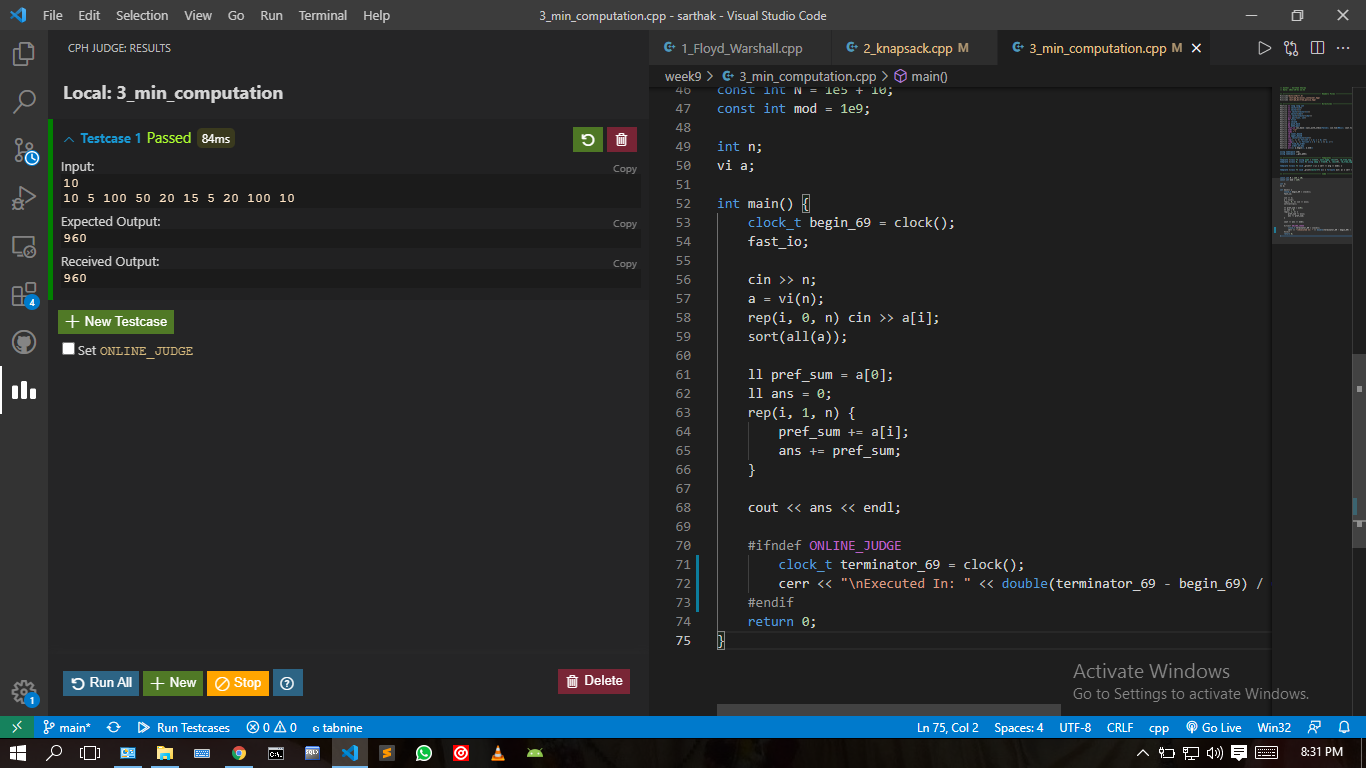 File Edit Selection View Go Run Terminal Help
3_min_computation.cpp - sarthak - Visual Studio Code
CPH JUDGE: RESULTS
Local: 3_min_computation
Testcase 1 Passed 84ms
Input:
Copy
10
10 5 100 50 20 15 5 20 100 10
Expected Output:
Copy
960
Received Output:
Copy
960
New Testcase
Set ONLINE_JUDGE
Run All
New
Stop
Delete
4
1
1_Floyd_Warshall.cpp
2_knapsack.cpp M
3_min_computation.cpp M
week9 > 3_min_computation.cpp > main()
46 const int N = 1e5 + 10;
47 const int mod = 1e9;
48
49 int n;
50 vi a;
51
52 int main() {
53 clock_t begin_69 = clock();
54 fast_io;
55
56 cin >> n;
57 a = vi(n);
58 rep(i, 0, n) cin >> a[i];
59 sort(all(a));
60
61 ll pref_sum = a[0];
62 ll ans = 0;
63 rep(i, 1, n) {
64 pref_sum += a[i];
65 ans += pref_sum;
66 }
67
68 cout << ans << endl;
69
70 #ifndef ONLINE_JUDGE
71 clock_t terminator_69 = clock();
72 cerr << "\nExecuted In: " << double(terminator_69 - begin_69) /
73 #endif
74 return 0;
75 }
Activate Windows
Go to Settings to activate Windows.
main* Run Testcases 0 0 tabnine
Ln 75, Col 2 Spaces: 4 UTF-8 CRLF cpp Go Live Win32
8:31 PM